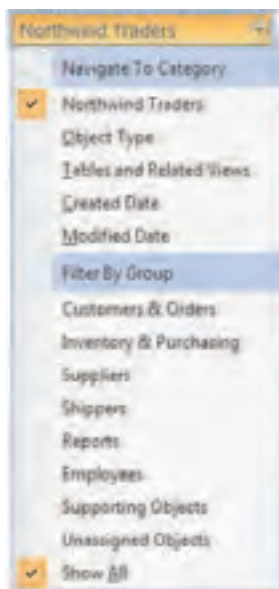 Northwind Traders
Navigate To Category
Northwind Traders
Object Type
Tables and Related Views
Created Date
Modified Date
Filter By Group
Customers & Orders
Inventory & Purchasing
Suppliers
Shippers
Reports
Employees
Supporting Objects
Unassigned Objects
Show All